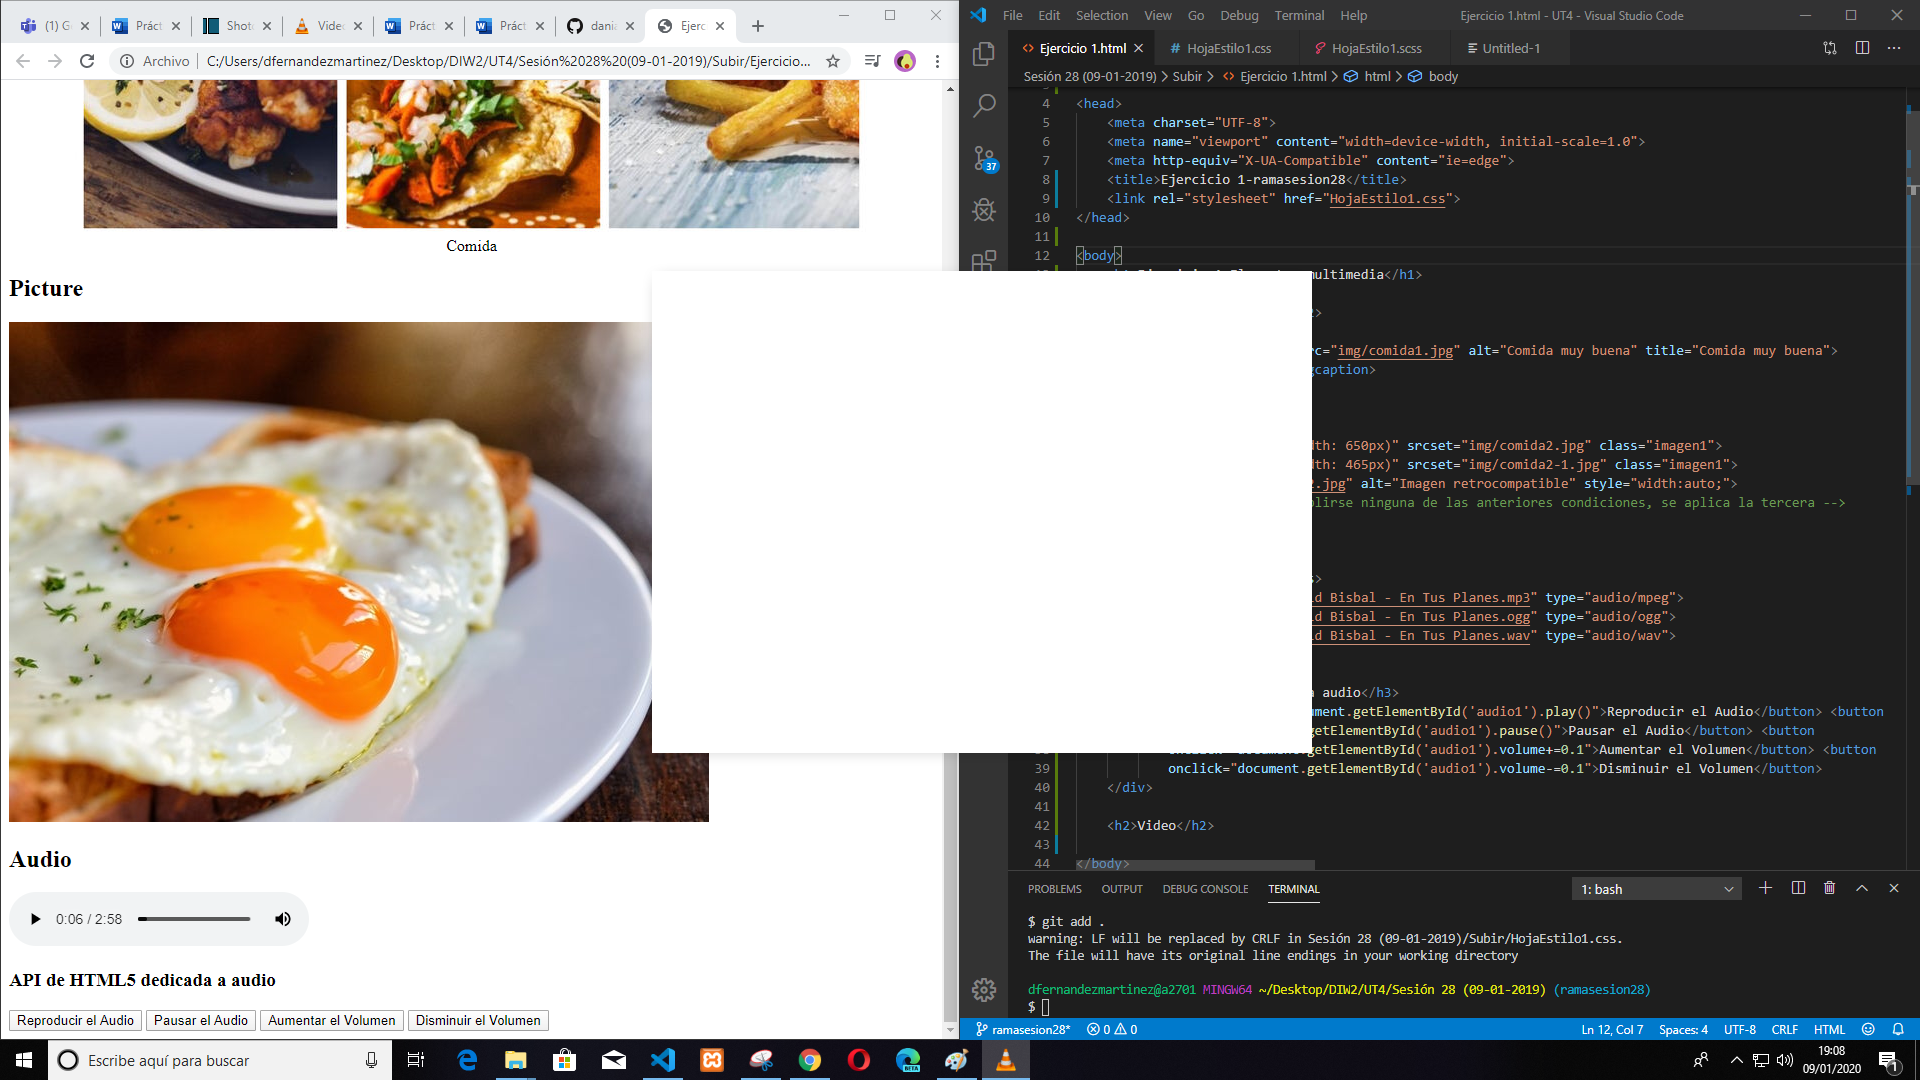 (1) G
Práct
Shot
Video
Práct
Práct
dania
Ejerc
Archivo
C:/Users/dfernandezmartinez/Desktop/DIW2/UT4/Sesión%2028%20(09-01-2019)/Subir/Ejercicio...
Comida
Picture
Audio
0:06 / 2:58
API de HTML5 dedicada a audio
Reproducir el Audio Pausar el Audio Aumentar el Volumen Disminuir el Volumen
File Edit Selection View Go Debug Terminal Help
Ejercicio 1.html - UT4 - Visual Studio Code
Ejercicio 1.html
# HojaEstilo1.css
HojaEstilo1.scss
Untitled-1
Sesión 28 (09-01-2019) > Subir > Ejercicio 1.html > html > body
37
4 <head>
5 <meta charset="UTF-8">
6 <meta name="viewport" content="width=device-width, initial-scale=1.0">
7 <meta http-equiv="X-UA-Compatible" content="ie=edge">
8 <title>Ejercicio 1-ramasesion28</title>
9 <link rel="stylesheet" href="HojaEstilo1.css">
10 </head>
11
12 <body>
multimedia</h1>
>
rc="img/comida1.jpg" alt="Comida muy buena" title="Comida muy buena">
gcaption>
dth: 650px)" srcset="img/comida2.jpg" class="imagen1">
dth: 465px)" srcset="img/comida2-1.jpg" class="imagen1">
2.jpg" alt="Imagen retrocompatible" style="width:auto;">
plirse ninguna de las anteriores condiciones, se aplica la tercera -->
s>
id Bisbal - En Tus Planes.mp3" type="audio/mpeg">
id Bisbal - En Tus Planes.ogg" type="audio/ogg">
id Bisbal - En Tus Planes.wav" type="audio/wav">
a audio</h3>
ument.getElementById('audio1').play()">Reproducir el Audio</button> <button
getElementById('audio1').pause()">Pausar el Audio</button> <button
getElementById('audio1').volume+=0.1">Aumentar el Volumen</button> <button
39 onclick="document.getElementById('audio1').volume-=0.1">Disminuir el Volumen</button>
40 </div>
41
42 <h2>Video</h2>
43
44 </body>
PROBLEMS OUTPUT DEBUG CONSOLE TERMINAL
1: bash
$ git add .
warning: LF will be replaced by CRLF in Sesión 28 (09-01-2019)/Subir/HojaEstilo1.css.
The file will have its original line endings in your working directory
dfernandezmartinez@a2701 MINGW64 ~/Desktop/DIW2/UT4/Sesión 28 (09-01-2019) (ramasesion28)
$
ramasesion28* 0 0
Ln 12, Col 7 Spaces: 4 UTF-8 CRLF HTML
Escribe aquí para buscar
BETA
19:08
09/01/2020
1